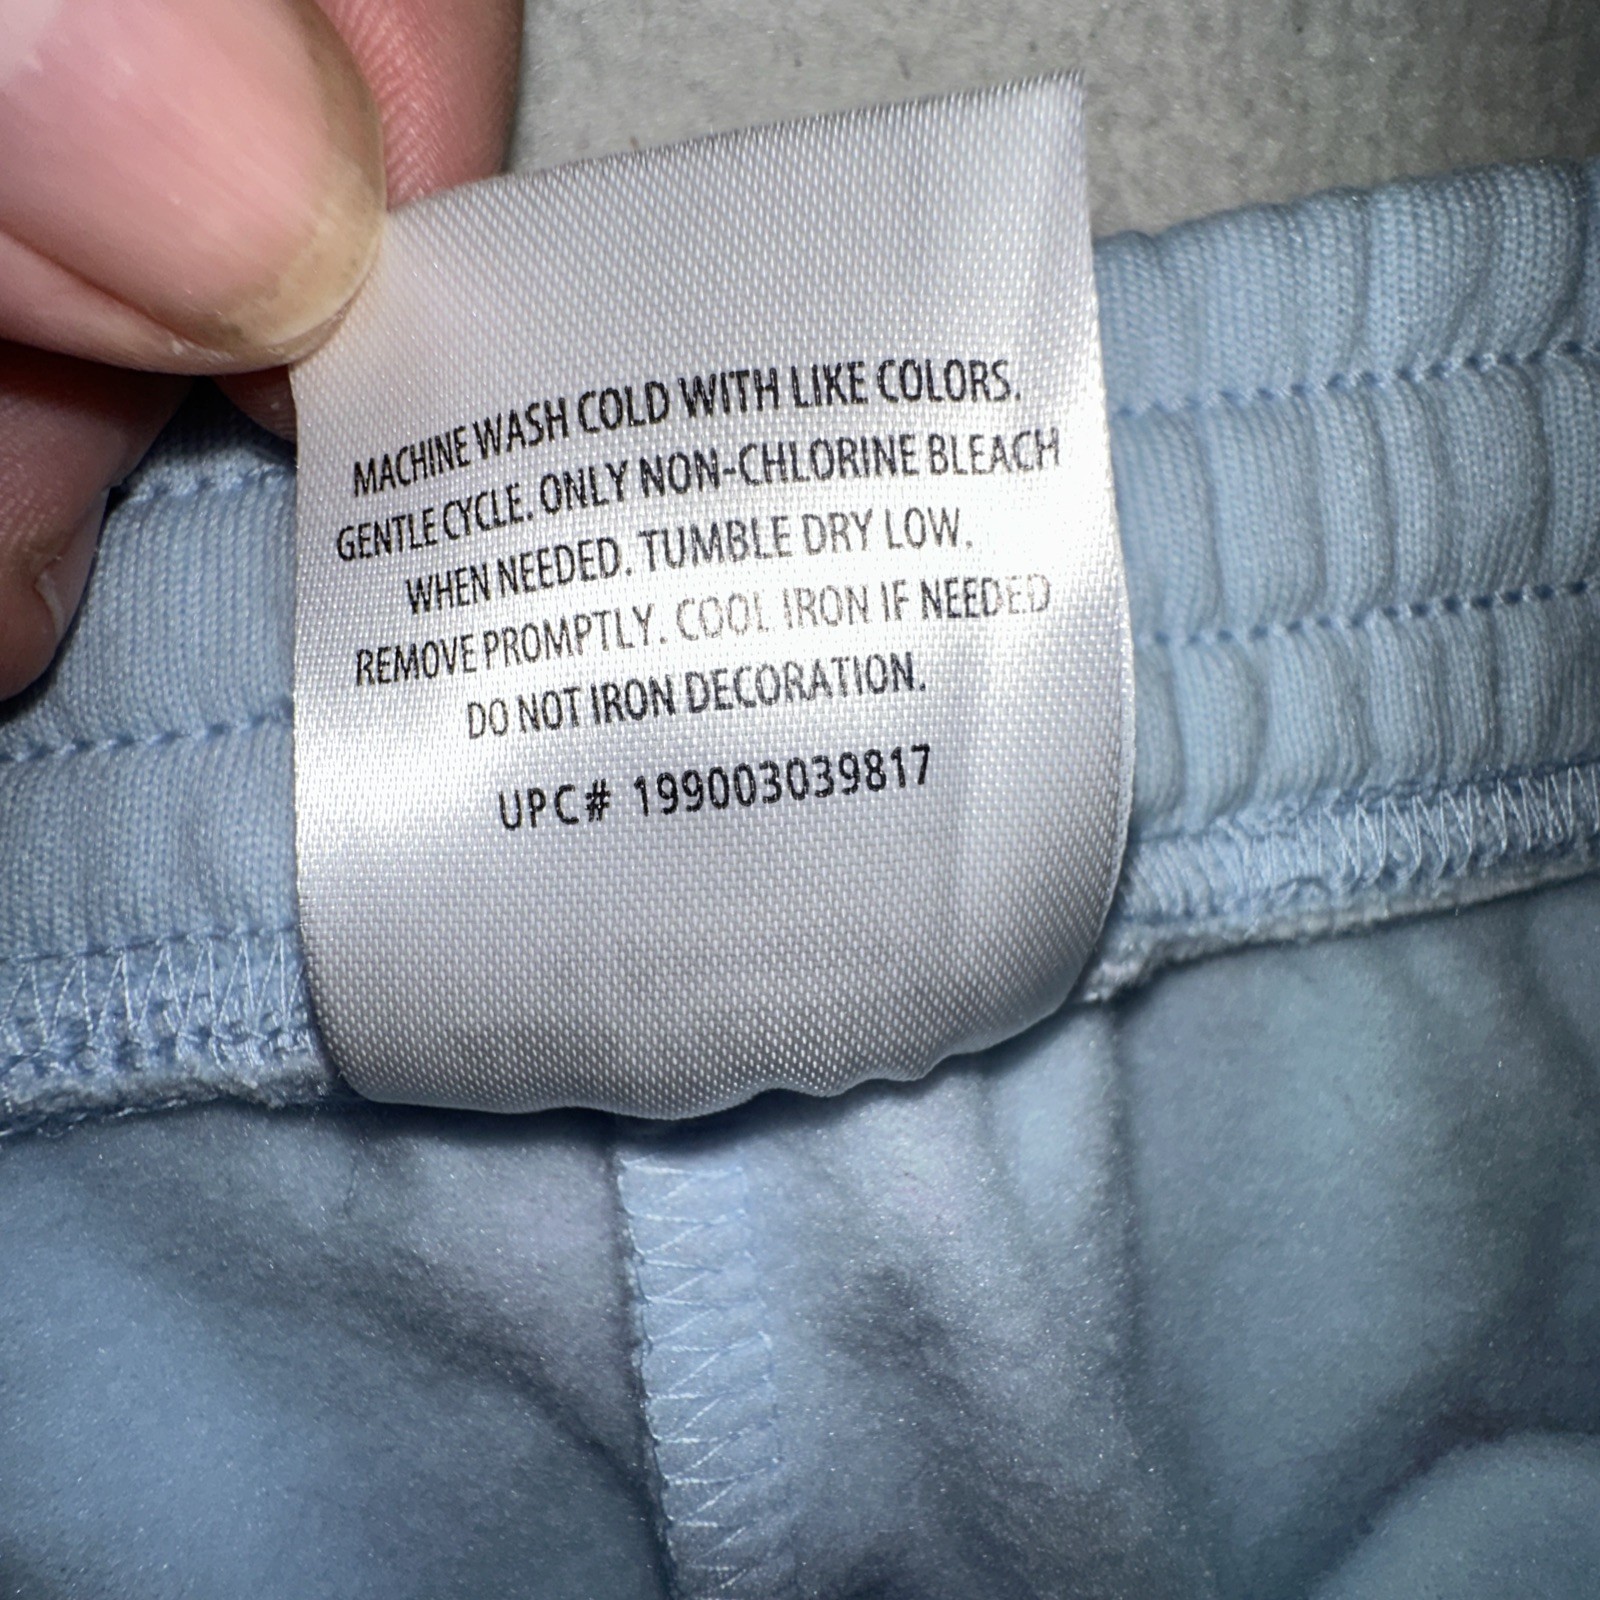 MACHINE WASH COLD WITH LIKE COLORS.
GENTLE CYCLE. ONLY NON-CHLORINE BLEACH
WHEN NEEDED. TUMBLE DRY LOW.
REMOVE PROMPTLY. COOL IRON IF NEEDED
DO NOT IRON DECORATION.
UPC# 199003039817